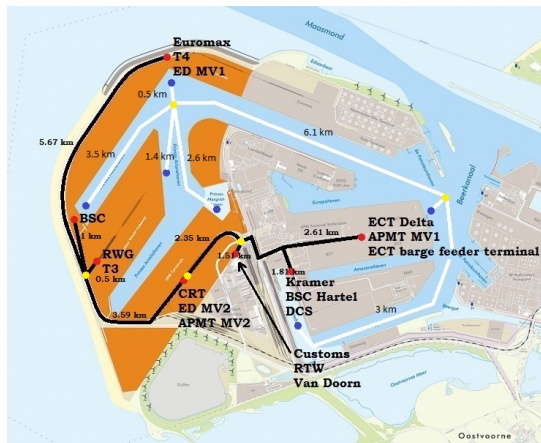 Maasmond
Euromax
T4
ED MV1
0.5 km
5.67 km
6.1 km
3.5 km
1.4 km
2.6 km
Beerkanaal
BSC
1 km
RWG
T3
0.5 km
2.35 km
2.61 km
1.51 km
1.81 km
ECT Delta
APMT MV1
ECT barge feeder terminal
Kramer
BSC Hartel
DCS
CRT
ED MV2
APMT MV2
3.59 km
3 km
Customs
RTW
Van Doorn
Oostvoornse Meer
Oostvoorne